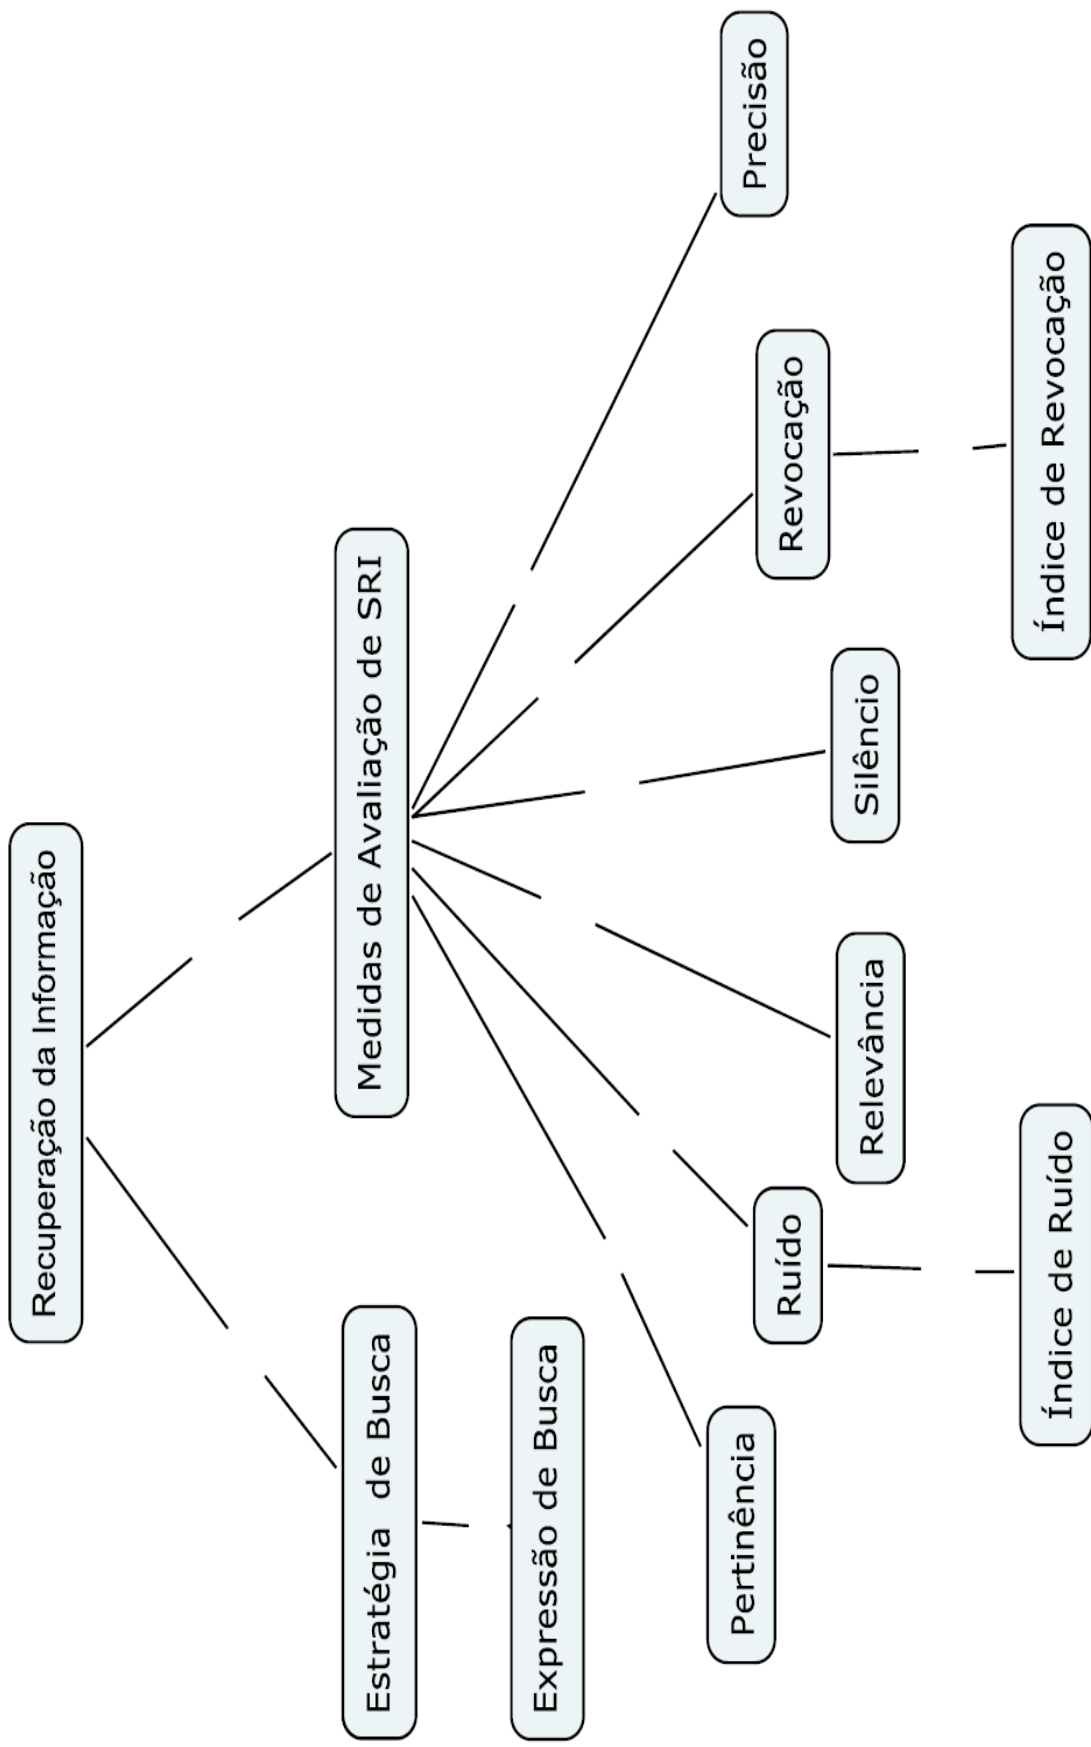 Recuperação da Informação
Estratégia de Busca
Medidas de Avaliação de SRI
Expressão de Busca
Pertinência
Ruído
Relevância
Silêncio
Revocação
Precisão
Índice de Ruído
Índice de Revocação